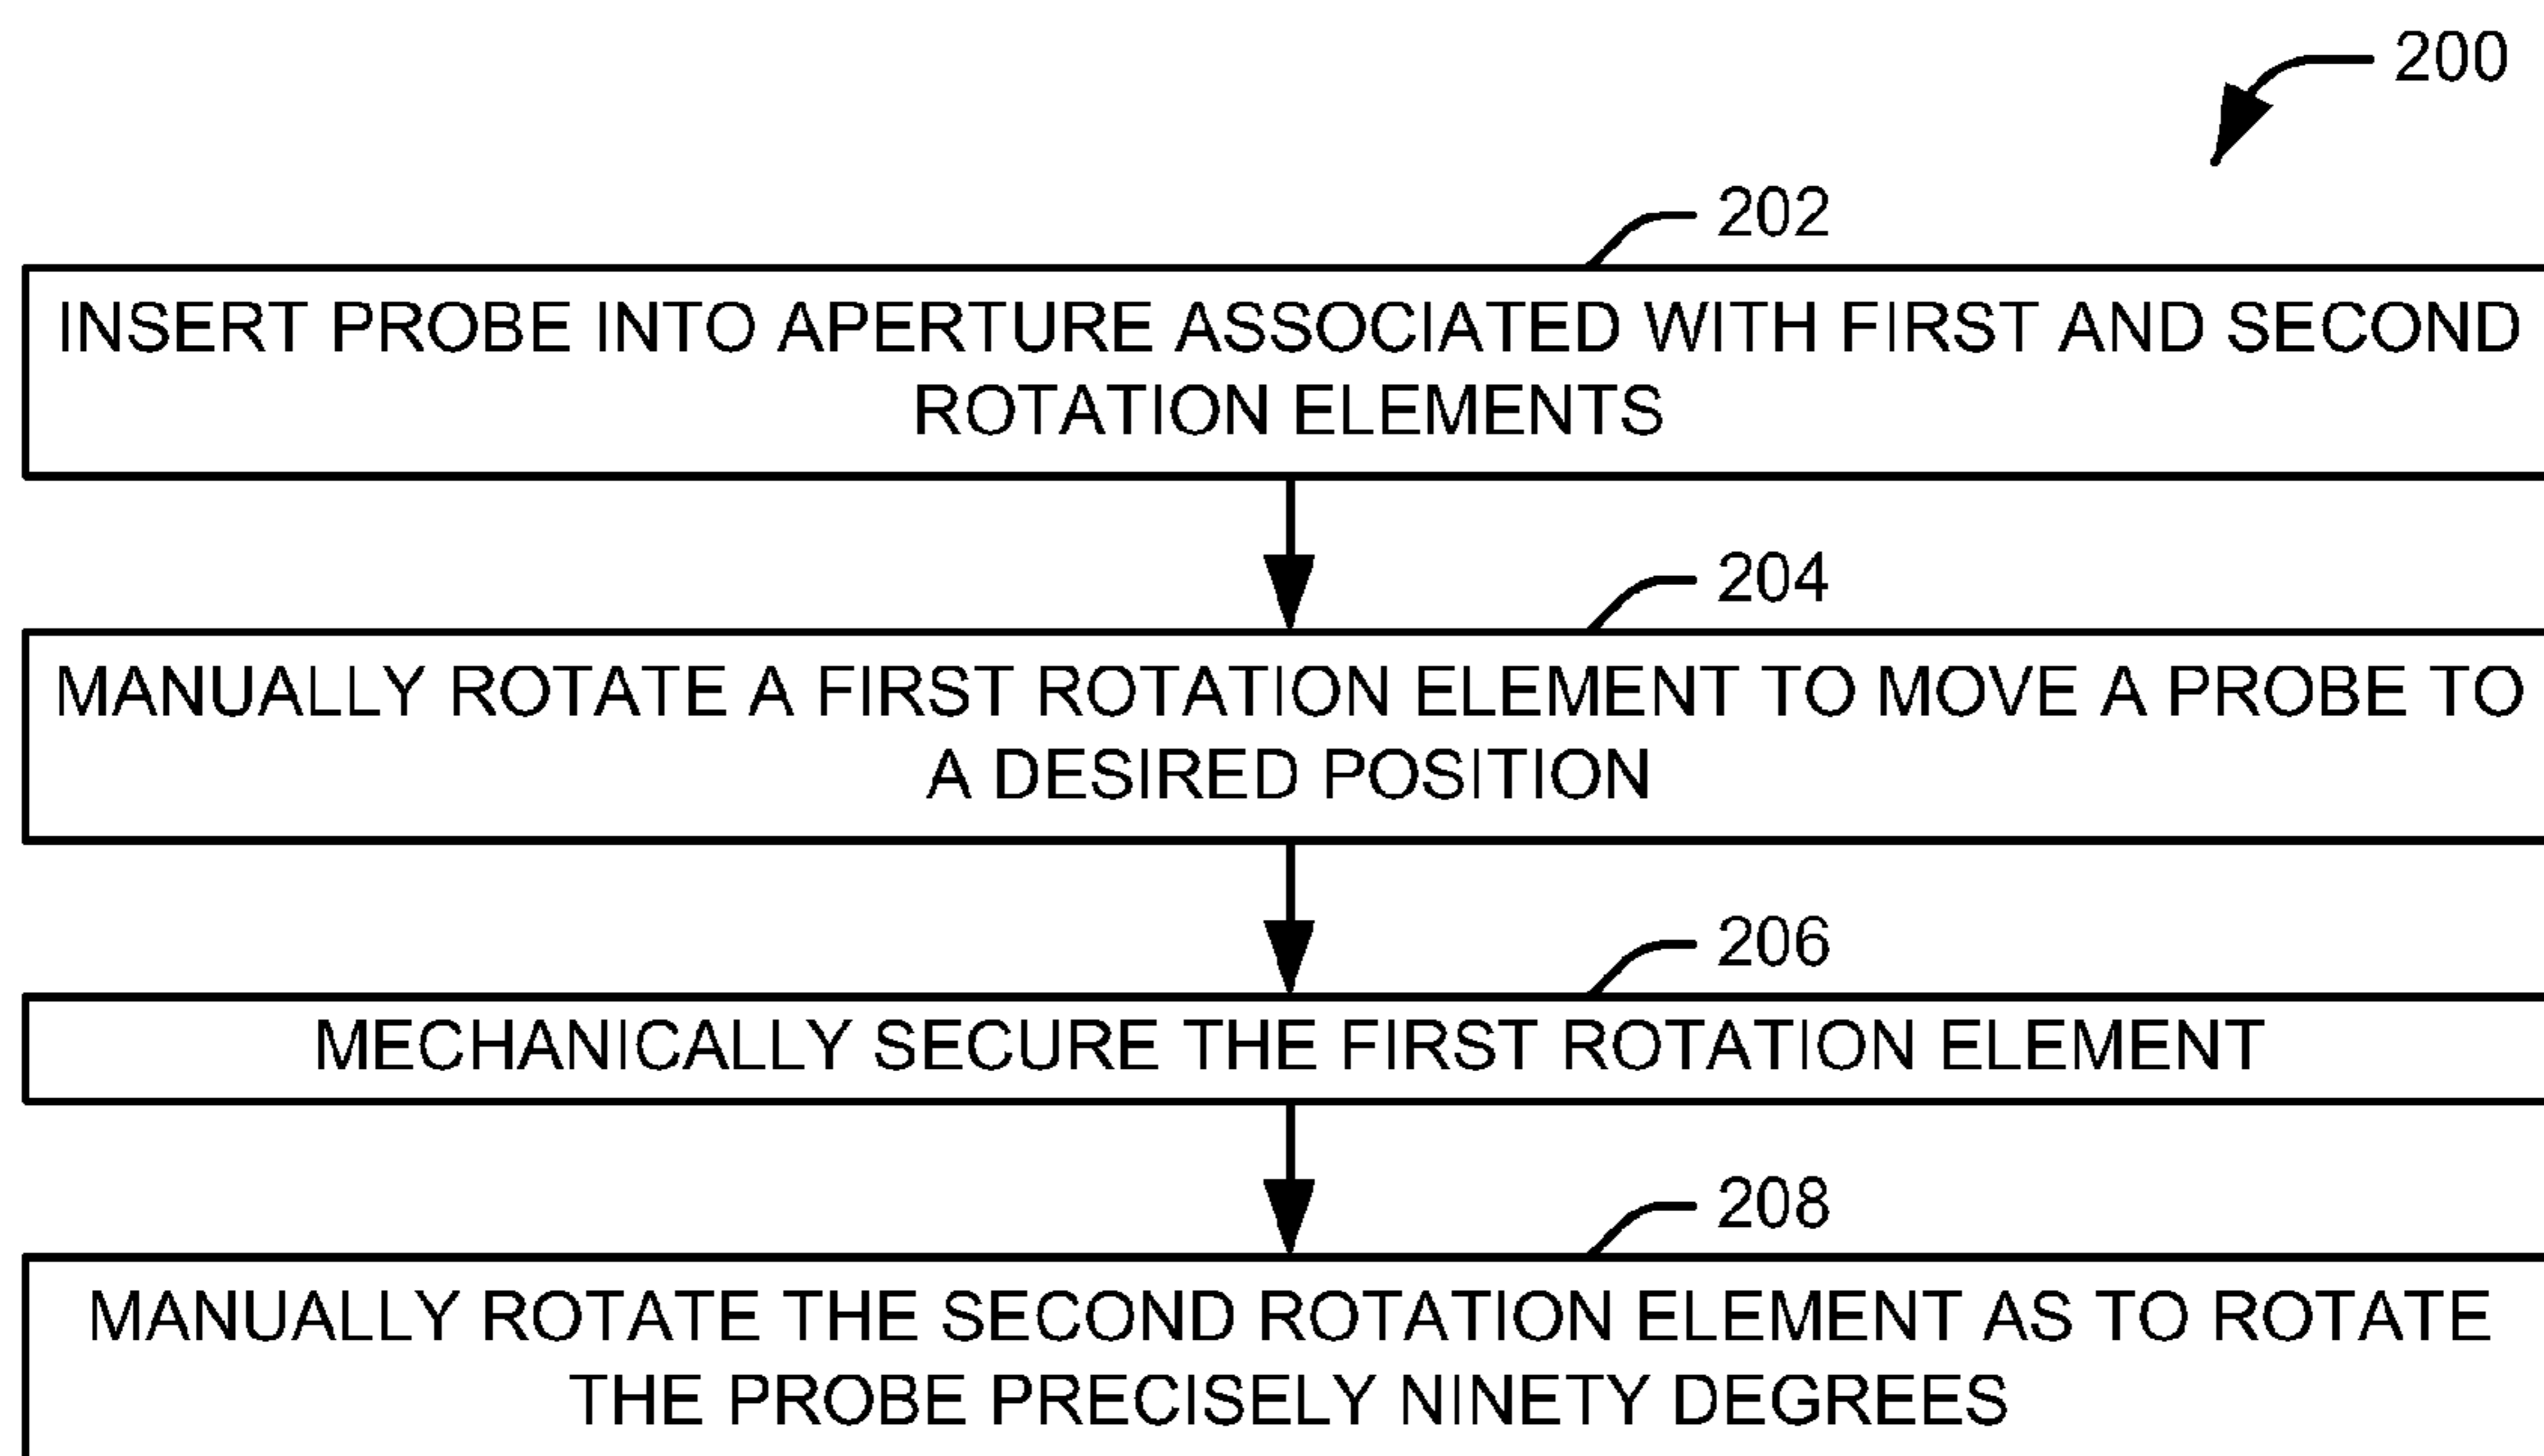 200
202
INSERT PROBE INTO APERTURE ASSOCIATED WITH FIRST AND SECOND
ROTATION ELEMENTS
204
MANUALLY ROTATE A FIRST ROTATION ELEMENT TO MOVE A PROBE TO
A DESIRED POSITION
206
MECHANICALLY SECURE THE FIRST ROTATION ELEMENT
208
MANUALLY ROTATE THE SECOND ROTATION ELEMENT AS TO ROTATE
THE PROBE PRECISELY NINETY DEGREES